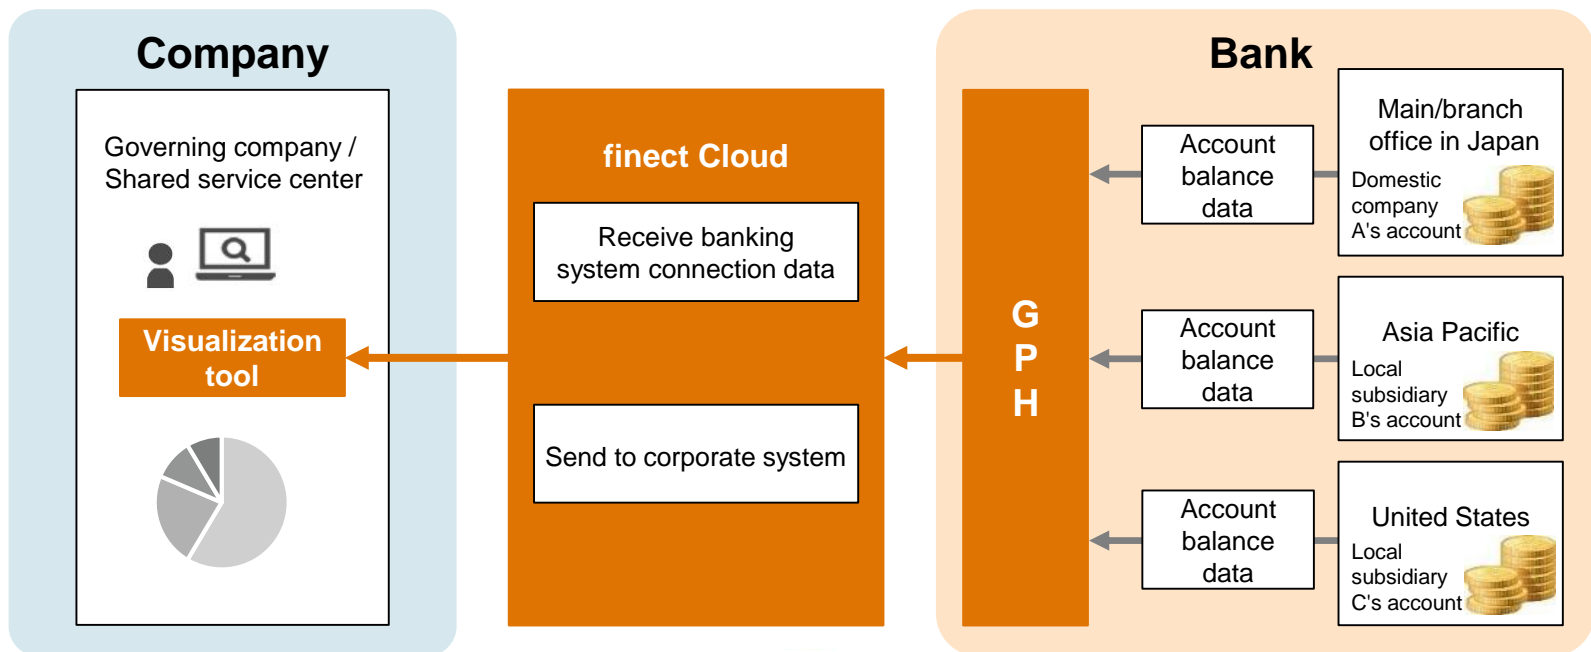 Company
Governing company /
Shared service center
Visualization
tool
finect Cloud
Receive banking
system connection data
Send to corporate system
Bank
G
P
H
Account
balance
data
Main/branch
office in Japan
Domestic
company
A's account
Account
balance
data
Asia Pacific
Local
subsidiary
B's account
Account
balance
data
United States
Local
subsidiary
C's account